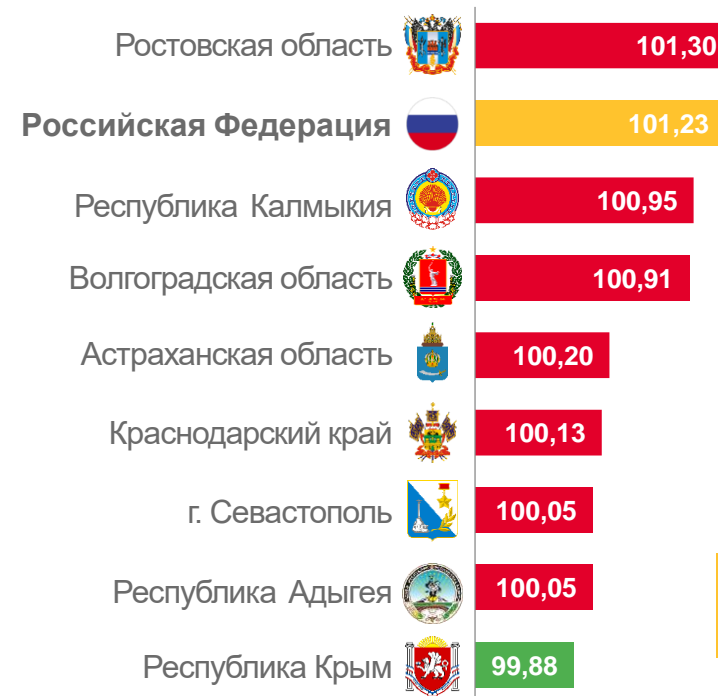 Ростовская область 101,30
Российская Федерация 101,23
Республика Калмыкия 100,95
Волгоградская область 100,91
Астраханская область 100,20
Краснодарский край 100,13
г. Севастополь 100,05
Республика Адыгея 100,05
Республика Крым 99,88